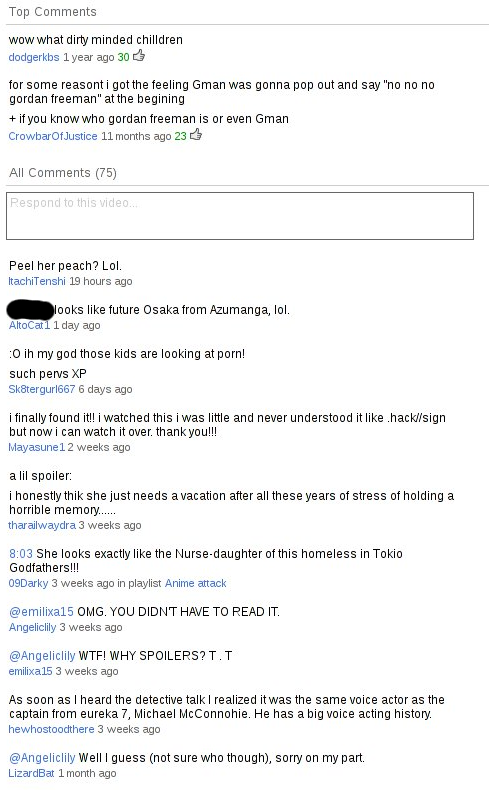 Top Comments
wow what dirty minded chilldren
dodgerkbs 1 year ago 30
for some reasont i got the feeling Gman was gonna pop out and say "no no no
gordan freeman" at the begining
+ if you know who gordan freeman is or even Gman
CrowbarOfJustice 11 months ago 23
All Comments (75)
Respond to this video...
Peel her peach? Lol.
ItachiTenshi 19 hours ago
looks like future Osaka from Azumanga, lol.
AltoCat1 1 day ago
:O ih my god those kids are looking at porn!
such pervs XP
Sk8tergurl667 6 days ago
i finally found it!! i watched this i was little and never understood it like .hack//sign
but now i can watch it over. thank you!!!
Mayasune1 2 weeks ago
a lil spoiler:
i honestly thik she just needs a vacation after all these years of stress of holding a
horrible memory......
tharailwaydra 3 weeks ago
8:03 She looks exactly like the Nurse-daughter of this homeless in Tokio
Godfathers!!!
09Darky 3 weeks ago in playlist Anime attack
@emilixa15 OMG. YOU DIDN'T HAVE TO READ IT.
Angeliclily 3 weeks ago
@Angeliclily WTF! WHY SPOILERS? T . T
emilixa15 3 weeks ago
As soon as I heard the detective talk I realized it was the same voice actor as the
captain from eureka 7, Michael McConnohie. He has a big voice acting history.
hewhostoodthere 3 weeks ago
@Angeliclily Well I guess (not sure who though), sorry on my part.
LizardBat 1 month ago